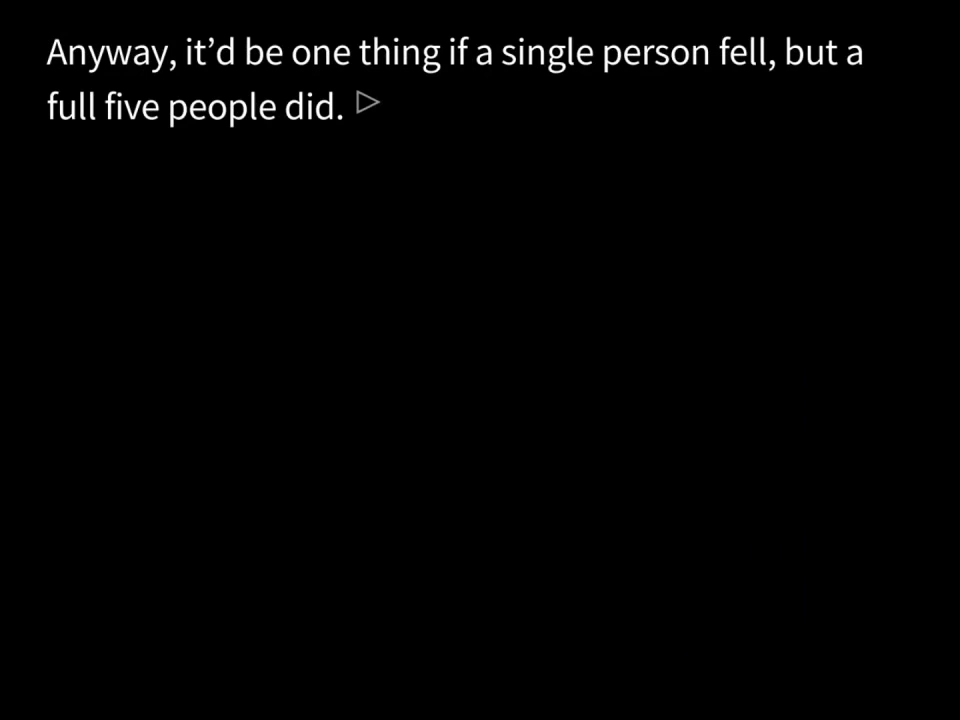 Anyway, it’d be one thing if a single person fell, but a
full five people did.